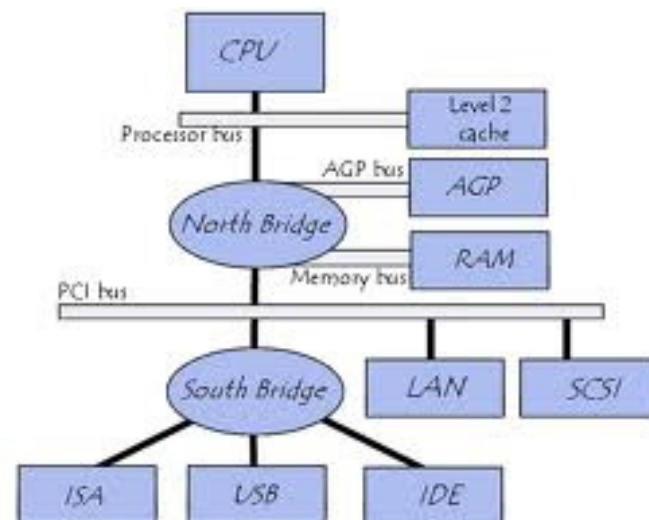 CPU
Level 2
cache
Processor bus
AGP bus
AGP
North Bridge
RAM
Memory bus
PCI bus
South Bridge
LAN
SCSI
ISA
USB
IDE